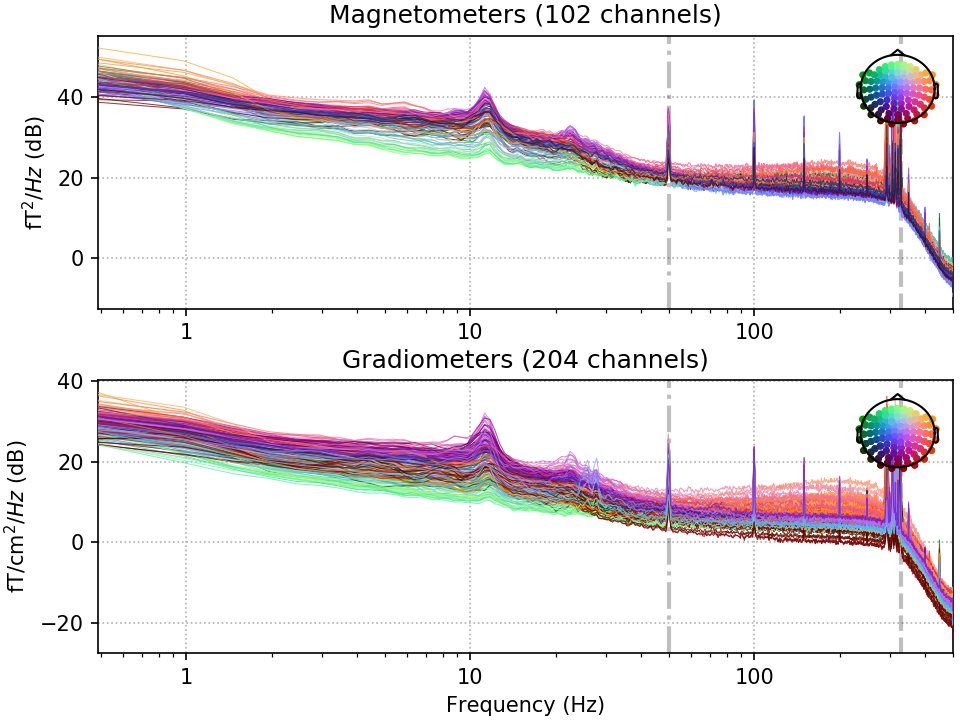 Magnetometers (102 channels)
fT²/Hz (dB)
40
20
0
1
10
100
Gradiometers (204 channels)
fT/cm²/Hz (dB)
40
20
0
−20
1
10
100
Frequency (Hz)